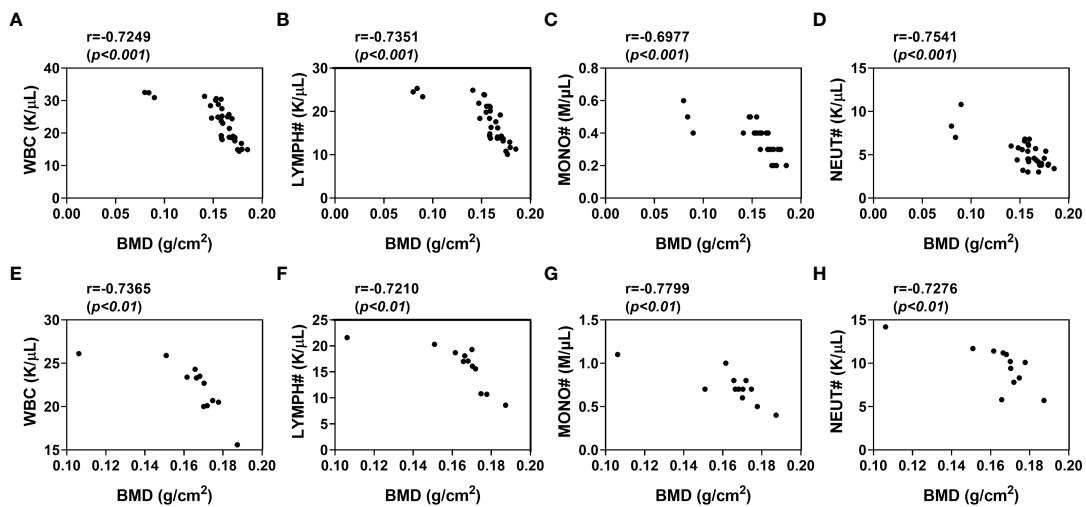 A
r=-0.7249
(p<0.001)
WBC (K/μL)
40
30
20
10
0
0.00 0.05 0.10 0.15 0.20
BMD (g/cm²)
B
r=-0.7351
(p<0.001)
LYMPH# (K/μL)
30
20
10
0
0.00 0.05 0.10 0.15 0.20
BMD (g/cm²)
C
r=-0.6977
(p<0.001)
MONO# (M/μL)
0.8
0.6
0.4
0.2
0.0
0.00 0.05 0.10 0.15 0.20
BMD (g/cm²)
D
r=-0.7541
(p<0.001)
NEUT# (K/μL)
15
10
5
0
0.00 0.05 0.10 0.15 0.20
BMD (g/cm²)
E
r=-0.7365
(p<0.01)
WBC (K/μL)
30
25
20
15
0.10 0.12 0.14 0.16 0.18 0.20
BMD (g/cm²)
F
r=-0.7210
(p<0.01)
LYMPH# (K/μL)
25
20
15
10
5
0
0.10 0.12 0.14 0.16 0.18 0.20
BMD (g/cm²)
G
r=-0.7799
(p<0.01)
MONO# (M/μL)
1.5
1.0
0.5
0.0
0.10 0.12 0.14 0.16 0.18 0.20
BMD (g/cm²)
H
r=-0.7276
(p<0.01)
NEUT# (K/μL)
15
10
5
0
0.10 0.12 0.14 0.16 0.18 0.20
BMD (g/cm²)